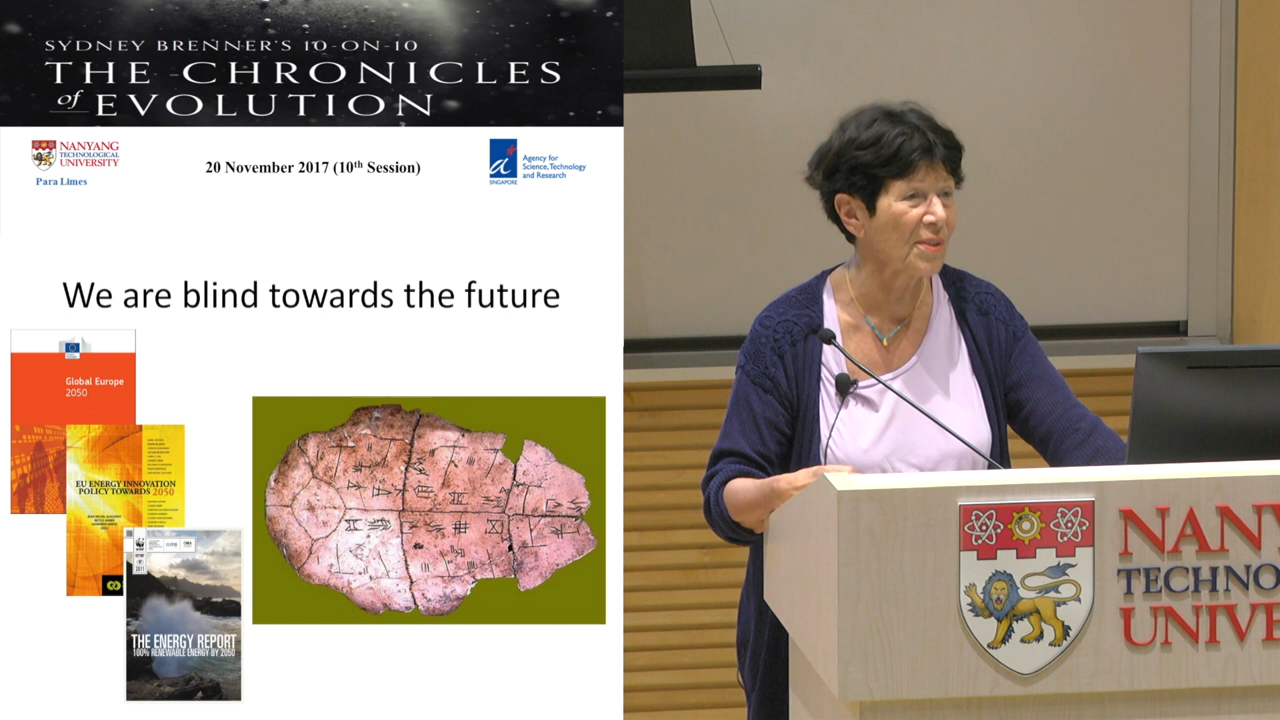 SYDNEY BRENNER'S 10-ON-10
THE CHRONICLES
of EVOLUTION
NANYANG
TECHNOLOGICAL
UNIVERSITY
Para Limes
20 November 2017 (10th Session)
SINGAPORE
Agency for
Science, Technology
and Research
We are blind towards the future
Global Europe
2050
EU ENERGY INNOVATION
POLICY TOWARDS 2050
THE ENERGY REPORT
100% RENEWABLE ENERGY BY 2050
2011
NANY
TECHNO
UNIVE